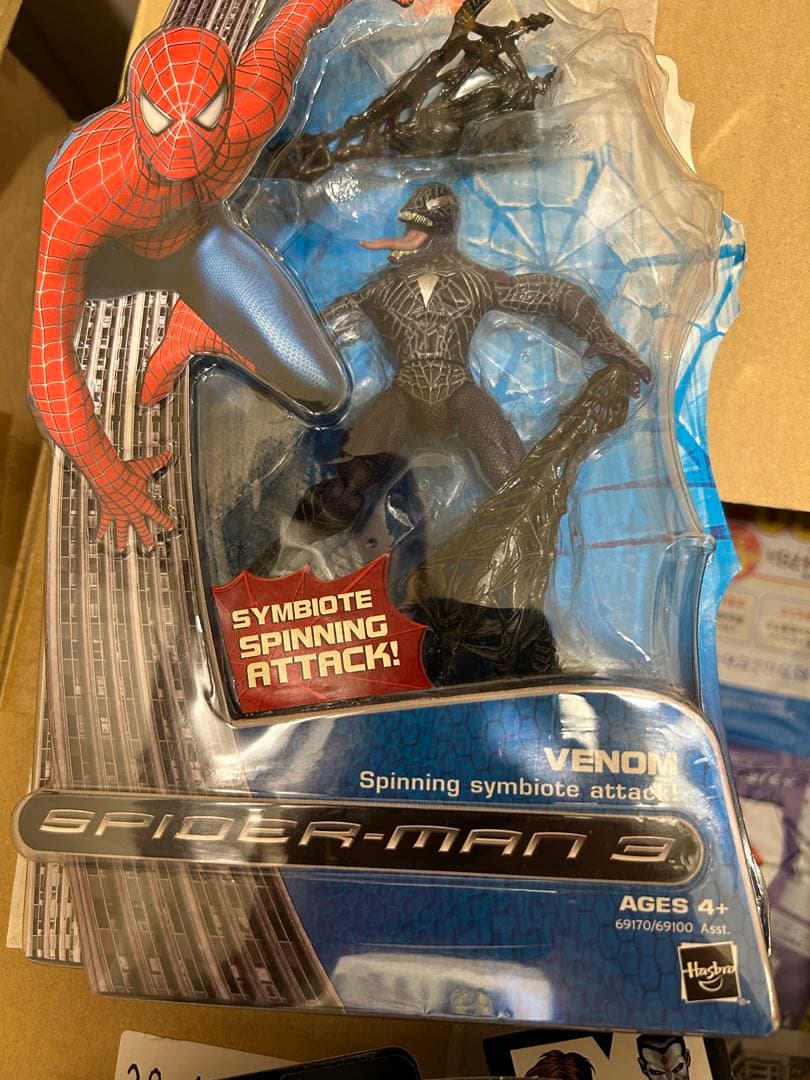 SYMBIOTE
SPINNING
ATTACK!
VENOM
Spinning symbiote attack!
SPIDER-MAN 3
AGES 4+
69170/69100 Asst.
Hasbro